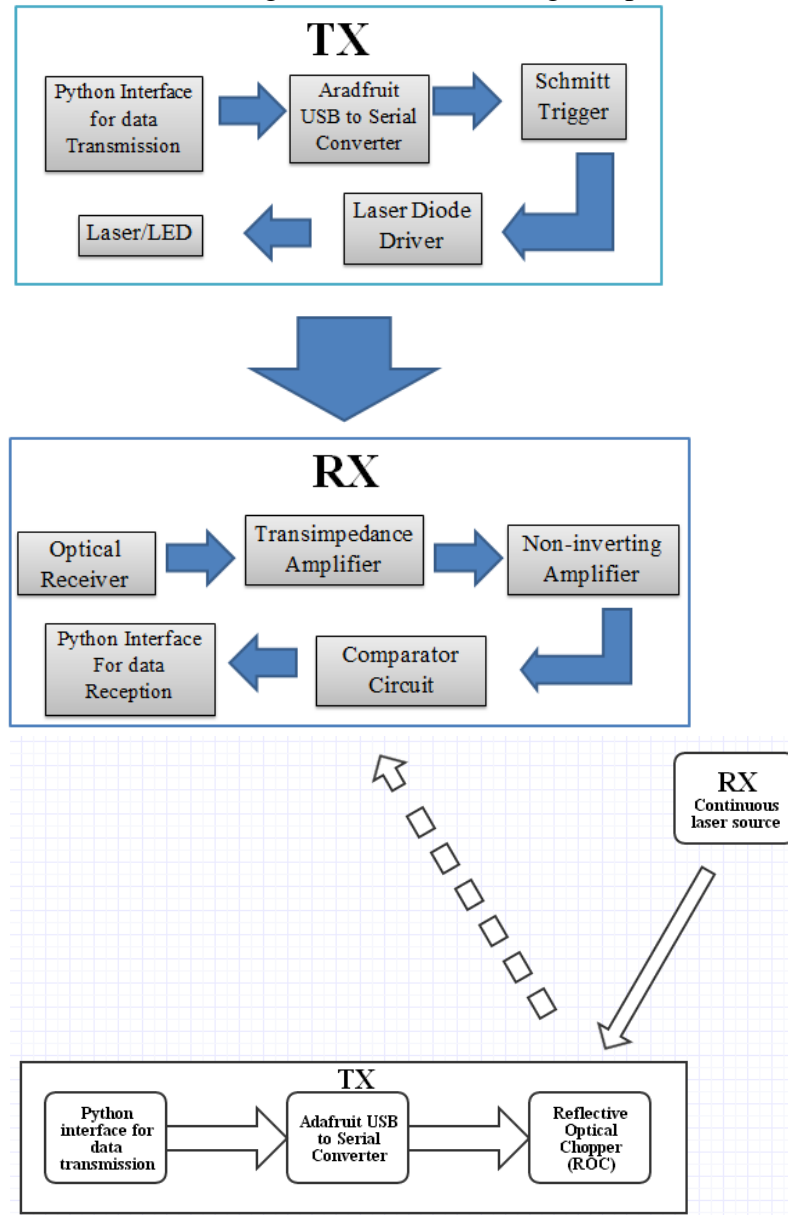 TX
Python Interface
for data
Transmission
Aradfruit
USB to Serial
Converter
Schmitt
Trigger
Laser Diode
Driver
Laser/LED
RX
Optical
Receiver
Transimpedance
Amplifier
Non-inverting
Amplifier
Comparator
Circuit
Python Interface
For data
Reception
RX
Continuous
laser source
TX
Python
interface for
data
transmission
Adafruit USB
to Serial
Converter
Reflective
Optical
Chopper
(ROC)